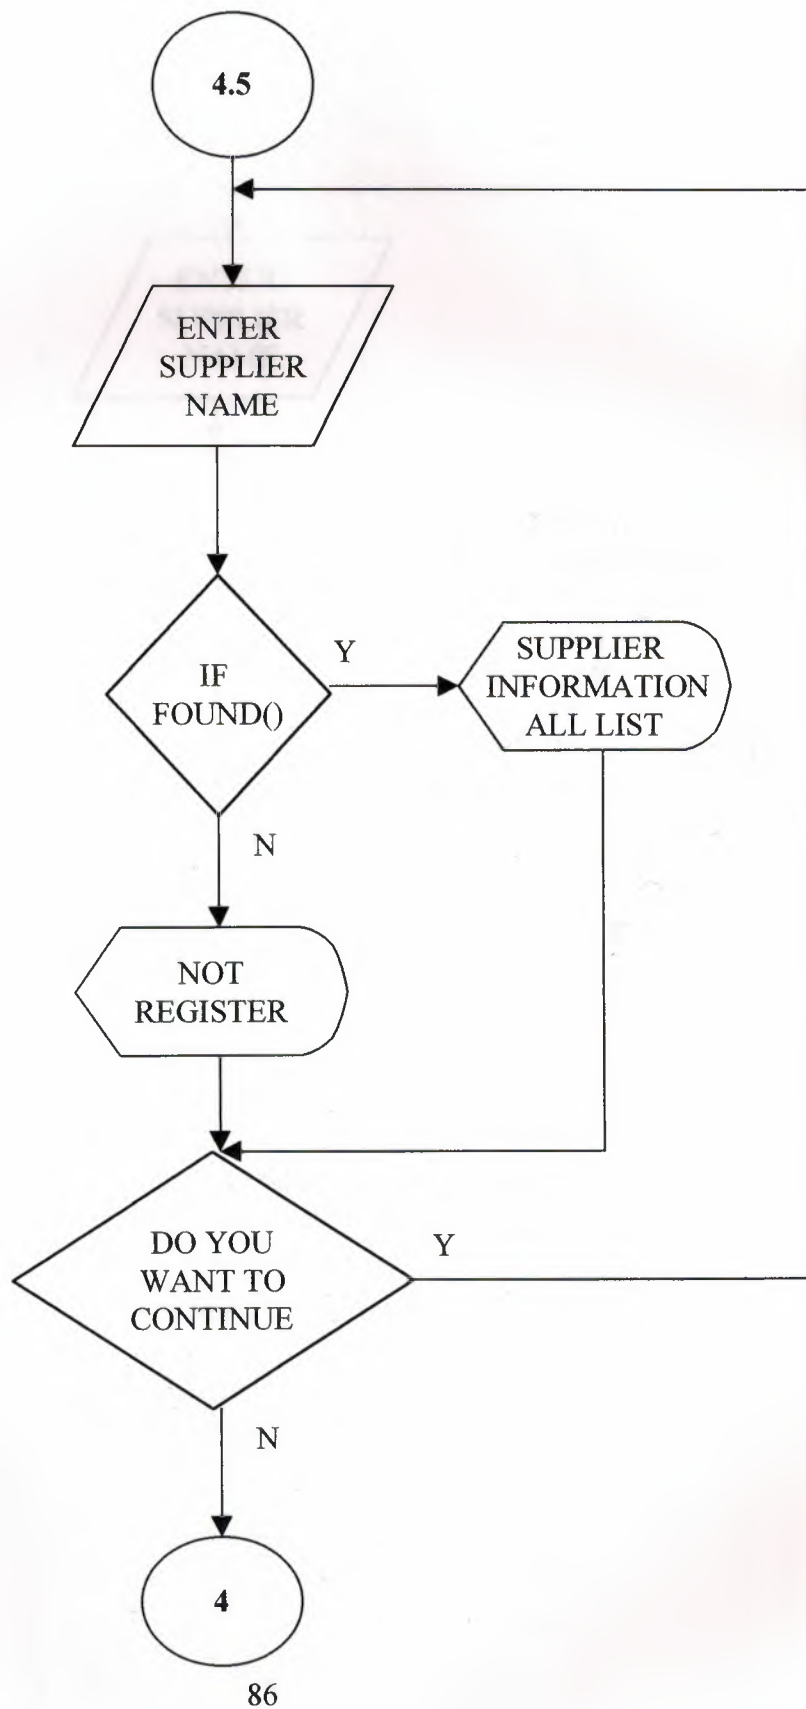 4.5
ENTER
SUPPLIER
NAME
IF
FOUND()
Y
SUPPLIER
INFORMATION
ALL LIST
N
NOT
REGISTER
DO YOU
WANT TO
CONTINUE
Y
N
4
86